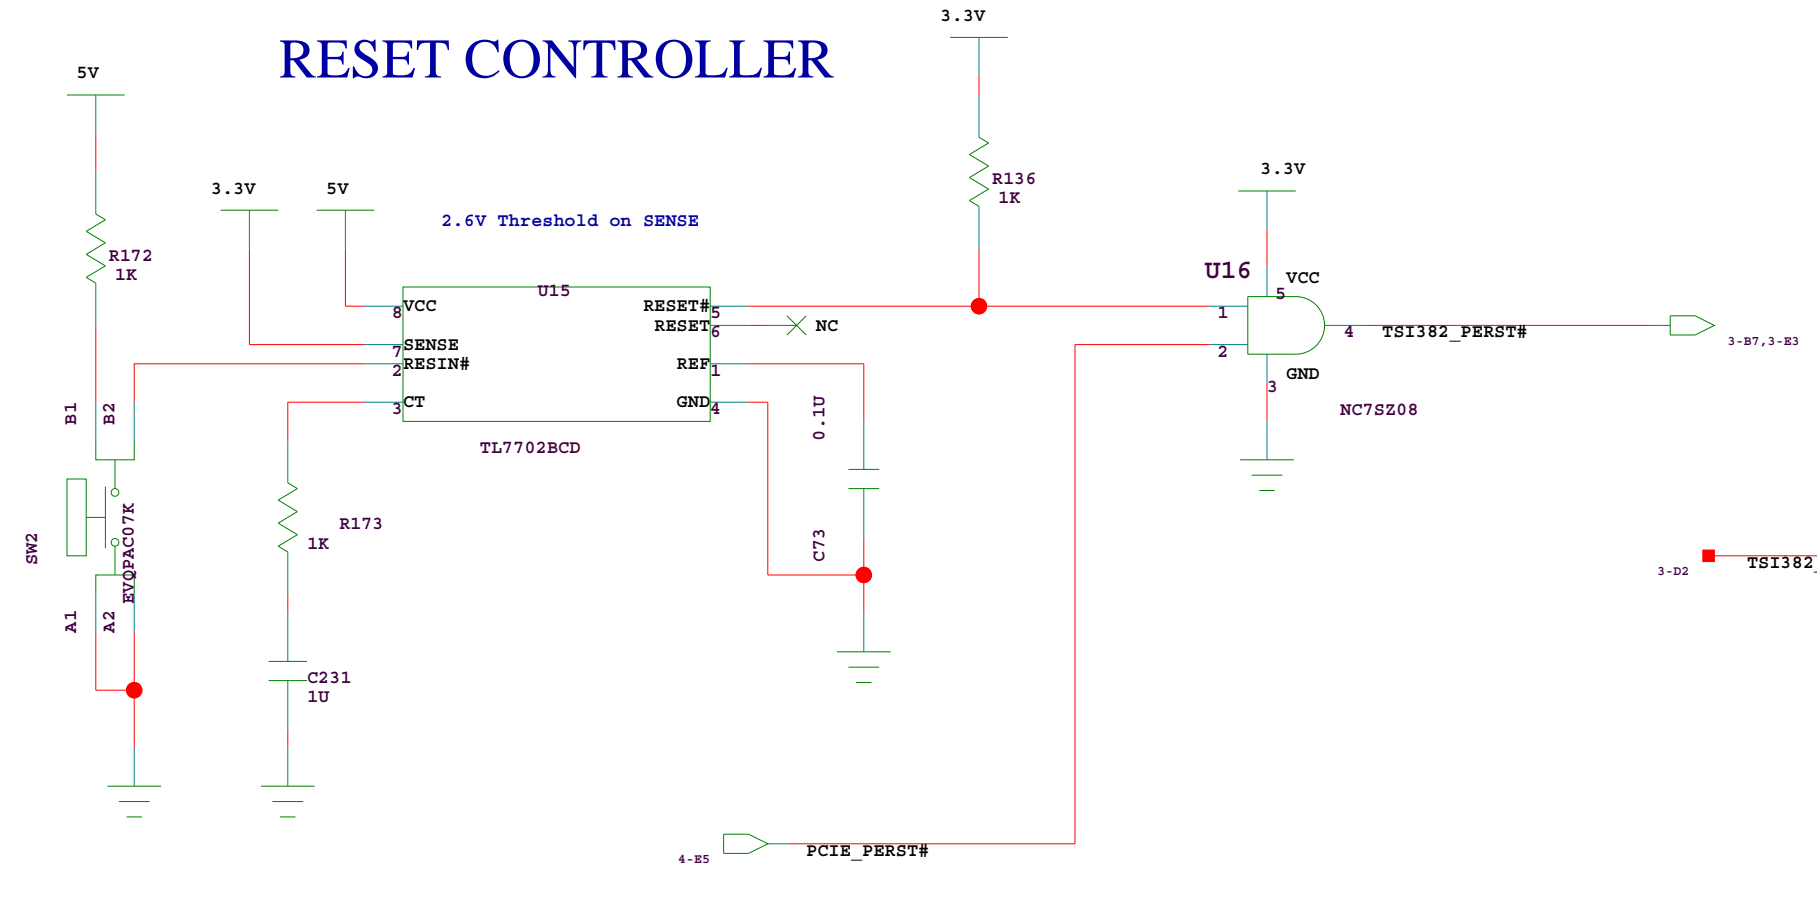 3.3V
RESET CONTROLLER
5V
3.3V
R136
1K
3.3V
5V
3.3V
2.6V Threshold on SENSE
R172
1K
U16
VCC
5
U15
VCC
8
SENSE
7
RESIN#
2
CT
3
RESET#
5
RESET
6
NC
REF
1
GND
4
1
2
4
TSI382_PERST#
3-B7,3-E3
GND
3
NC7SZ08
B1
B2
0.1U
TL7702BCD
SW2
EVQPAC07K
R173
1K
C73
3-D2
TSI382_
A1
A2
C231
1U
4-E5
PCIE_PERST#